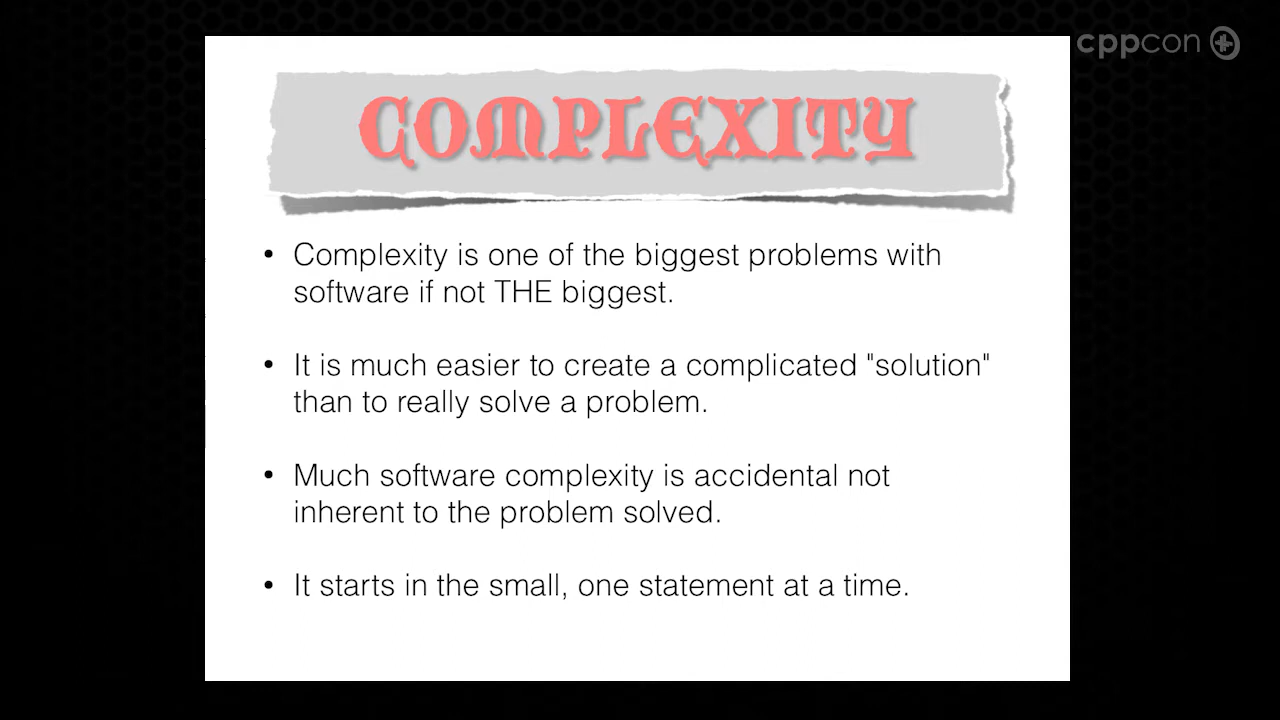 cppcon
COMPLEXITY
• Complexity is one of the biggest problems with
software if not THE biggest.
• It is much easier to create a complicated "solution"
than to really solve a problem.
• Much software complexity is accidental not
inherent to the problem solved.
• It starts in the small, one statement at a time.